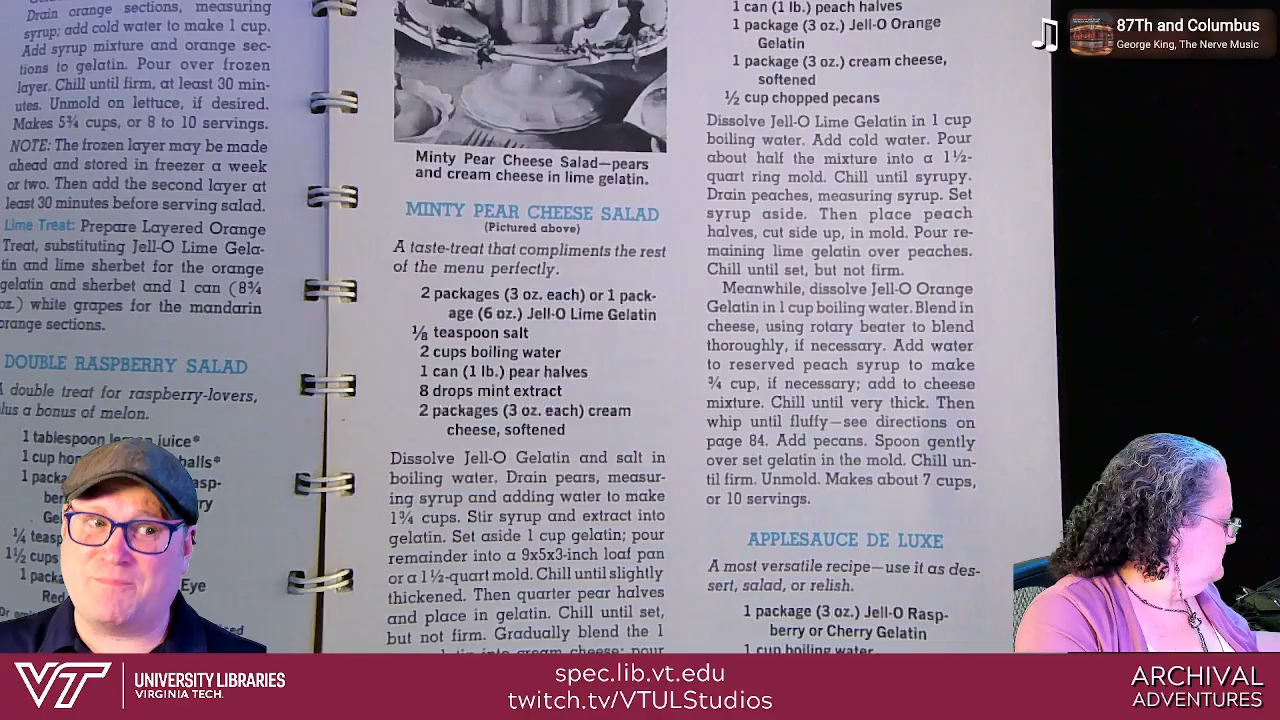 Drain orange sections, measuring
syrup; add cold water to make 1 cup.
Add syrup mixture and orange sec-
tions to gelatin. Pour over frozen
layer. Chill until firm, at least 30 min-
utes. Unmold on lettuce, if desired.
Makes 5¾ cups, or 8 to 10 servings.
NOTE: The frozen layer may be made
ahead and stored in freezer a week
or two. Then add the second layer at
least 30 minutes before serving salad.
Lime Treat: Prepare Layered Orange
Treat, substituting Jell-O Lime Gela-
tin and lime sherbet for the orange
gelatin and sherbet and 1 can (8¾
oz.) white grapes for the mandarin
orange sections.
DOUBLE RASPBERRY SALAD
A double treat for raspberry-lovers,
plus a bonus of melon.
1 tablespoon lemon juice*
1 cup balls*
1
¼
1½ cups
1 Eye
Minty Pear Cheese Salad—pears
and cream cheese in lime gelatin.
MINTY PEAR CHEESE SALAD
(Pictured above)
A taste-treat that compliments the rest
of the menu perfectly.
2 packages (3 oz. each) or 1 pack-
age (6 oz.) Jell-O Lime Gelatin
⅛ teaspoon salt
2 cups boiling water
1 can (1 lb.) pear halves
8 drops mint extract
2 packages (3 oz. each) cream
cheese, softened
Dissolve Jell-O Gelatin and salt in
boiling water. Drain pears, measur-
ing syrup and adding water to make
1¾ cups. Stir syrup and extract into
gelatin. Set aside 1 cup gelatin; pour
remainder into a 9x5x3-inch loaf pan
or a 1½-quart mold. Chill until slightly
thickened. Then quarter pear halves
and place in gelatin. Chill until set,
but not firm. Gradually blend the 1
1 can (1 lb.) peach halves
1 package (3 oz.) Jell-O Orange
Gelatin
1 package (3 oz.) cream cheese,
softened
½ cup chopped pecans
Dissolve Jell-O Lime Gelatin in 1 cup
boiling water. Add cold water. Pour
about half the mixture into a 1½-
quart ring mold. Chill until syrupy.
Drain peaches, measuring syrup. Set
syrup aside. Then place peach
halves, cut side up, in mold. Pour re-
maining lime gelatin over peaches.
Chill until set, but not firm.
Meanwhile, dissolve Jell-O Orange
Gelatin in 1 cup boiling water. Blend in
cheese, using rotary beater to blend
thoroughly, if necessary. Add water
to reserved peach syrup to make
¾ cup, if necessary; add to cheese
mixture. Chill until very thick. Then
whip until fluffy—see directions on
page 84. Add pecans. Spoon gently
over set gelatin in the mold. Chill un-
til firm. Unmold. Makes about 7 cups,
or 10 servings.
APPLESAUCE DE LUXE
A most versatile recipe—use it as des-
sert, salad, or relish.
1 package (3 oz.) Jell-O Rasp-
berry or Cherry Gelatin
1 cup boiling water
87Th and Columbus
George King, The Nerve Music
VT
UNIVERSITY LIBRARIES
VIRGINIA TECH.
spec.lib.vt.edu
twitch.tv/VTULStudios
ARCHIVAL
ADVENTURES